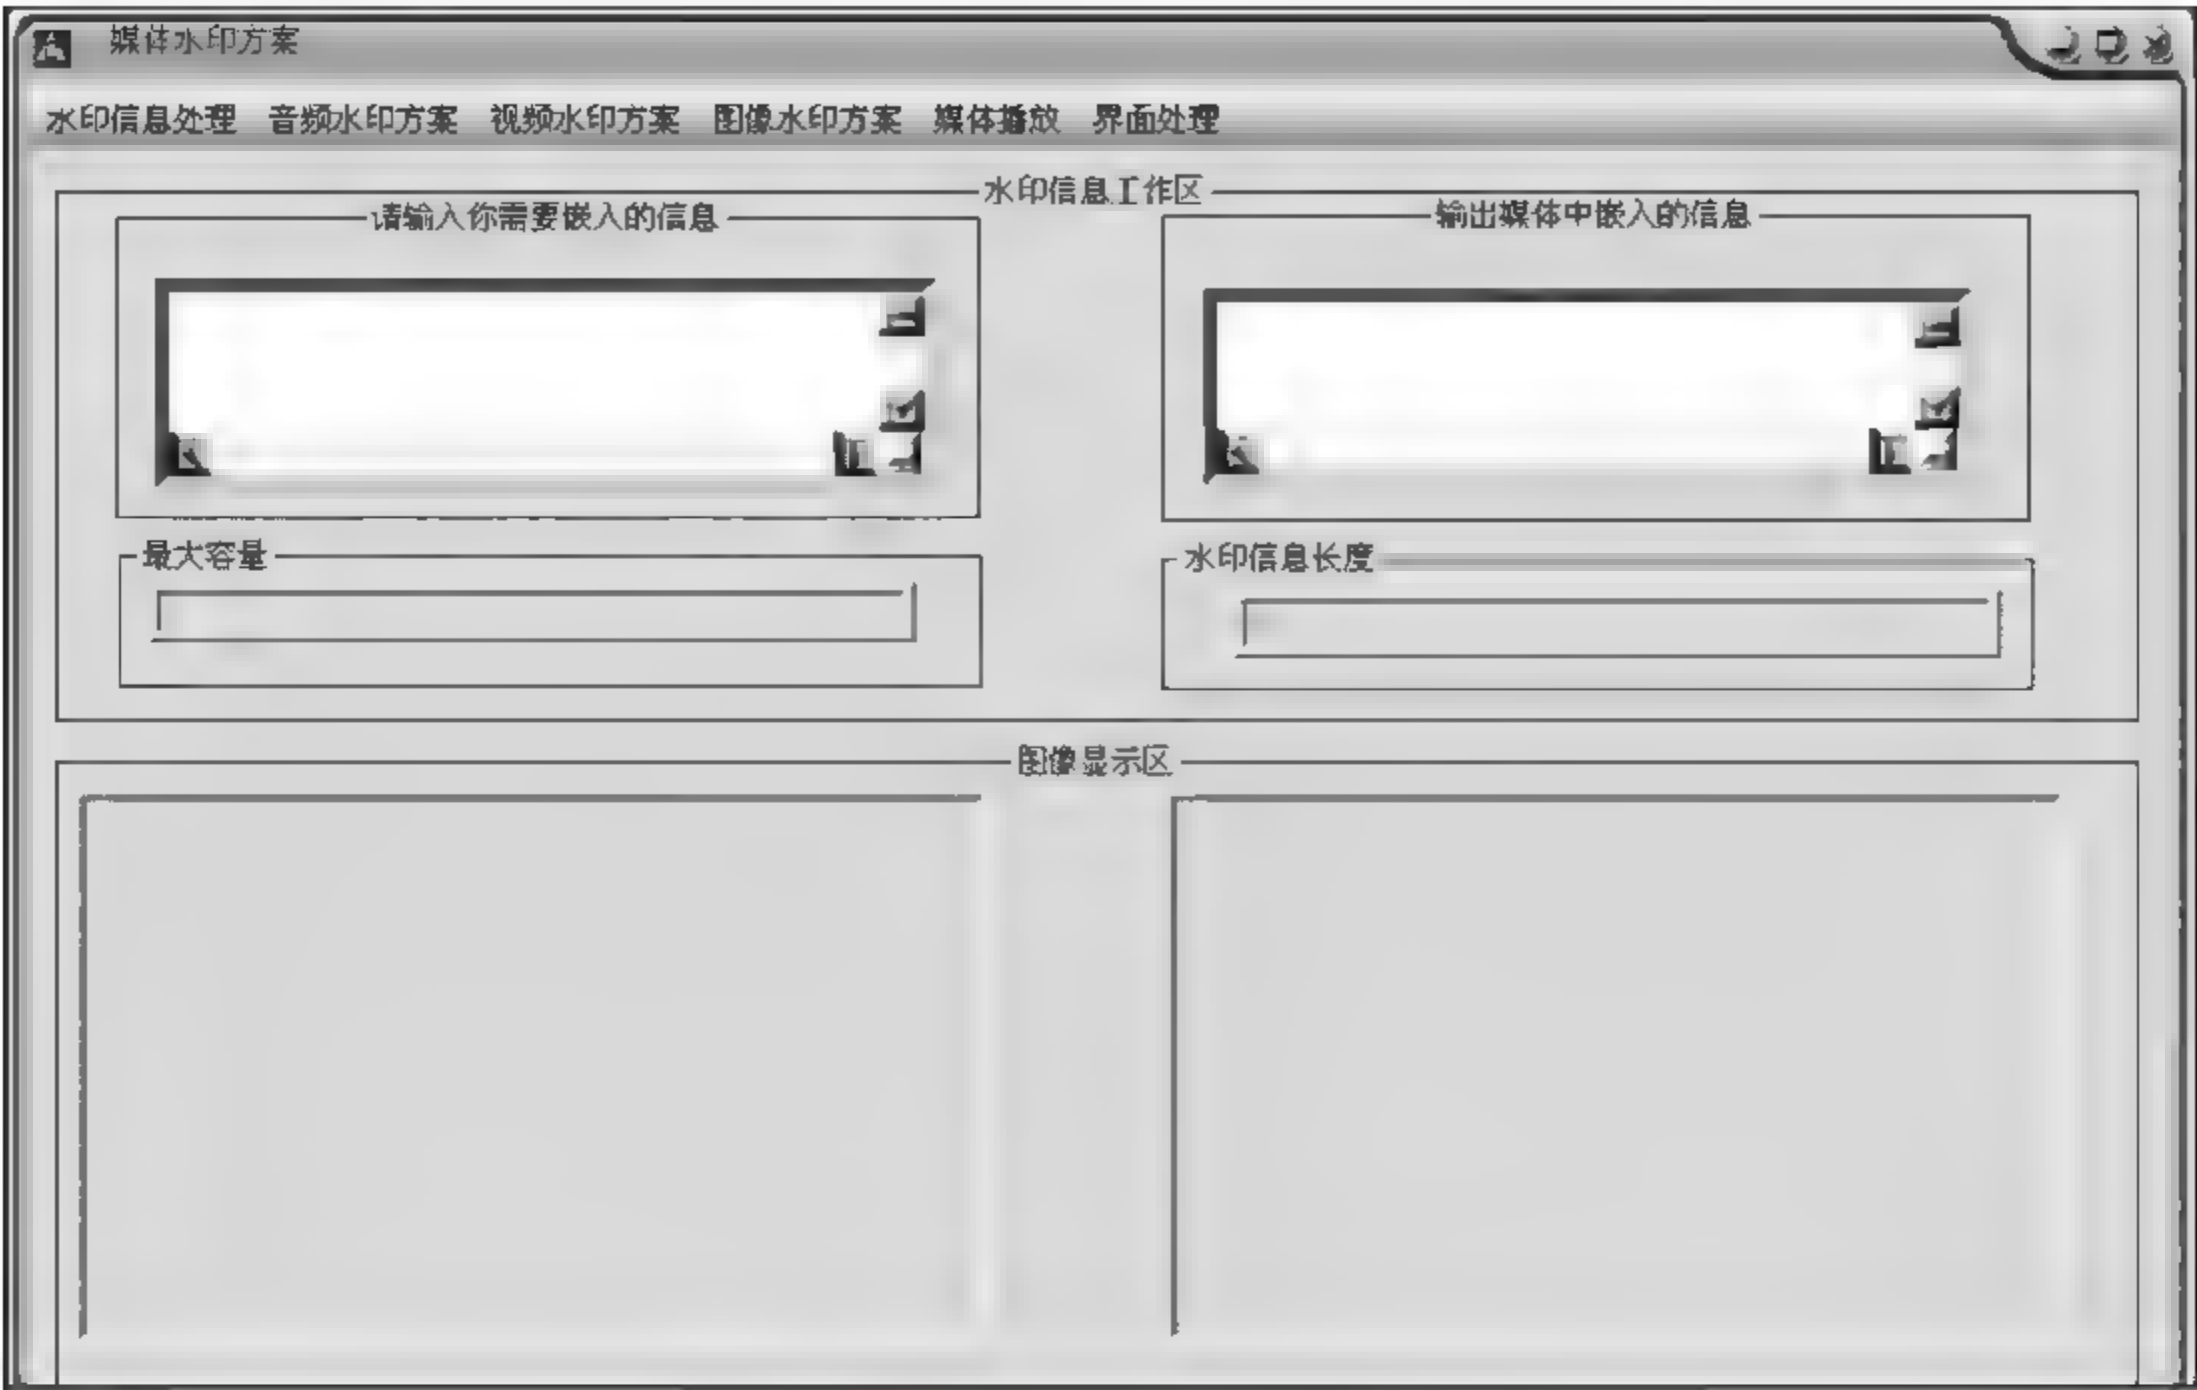 媒体水印方案
水印信息处理 音频水印方案 视频水印方案 图像水印方案 媒体播放 界面处理
水印信息工作区
请输入你需要嵌入的信息
输出媒体中嵌入的信息
最大容量
水印信息长度
图像显示区